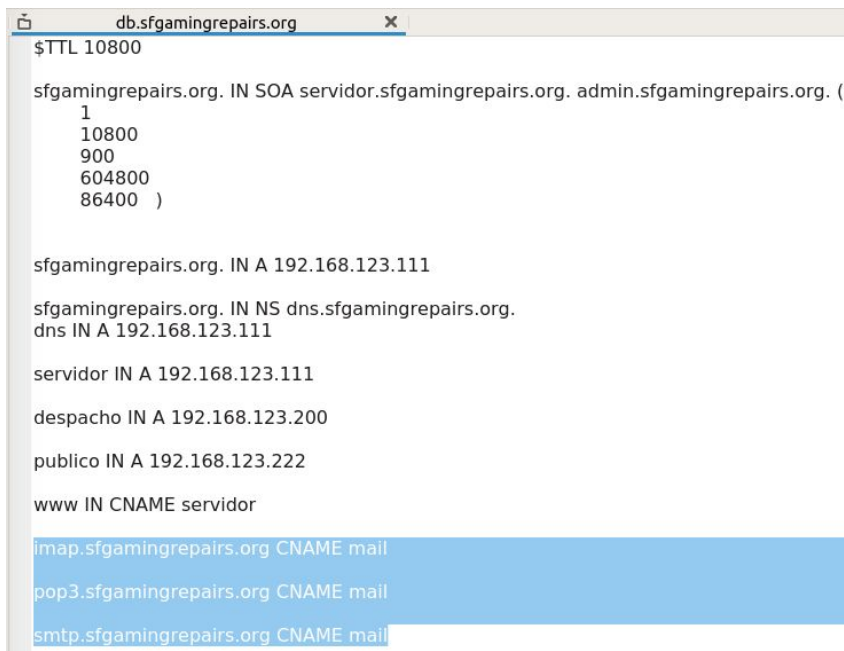 db.sfgamingrepairs.org
$TTL 10800
sfgamingrepairs.org. IN SOA servidor.sfgamingrepairs.org. admin.sfgamingrepairs.org. (
1
10800
900
604800
86400 )
sfgamingrepairs.org. IN A 192.168.123.111
sfgamingrepairs.org. IN NS dns.sfgamingrepairs.org.
dns IN A 192.168.123.111
servidor IN A 192.168.123.111
despacho IN A 192.168.123.200
publico IN A 192.168.123.222
www IN CNAME servidor
imap.sfgamingrepairs.org CNAME mail
pop3.sfgamingrepairs.org CNAME mail
smtp.sfgamingrepairs.org CNAME mail